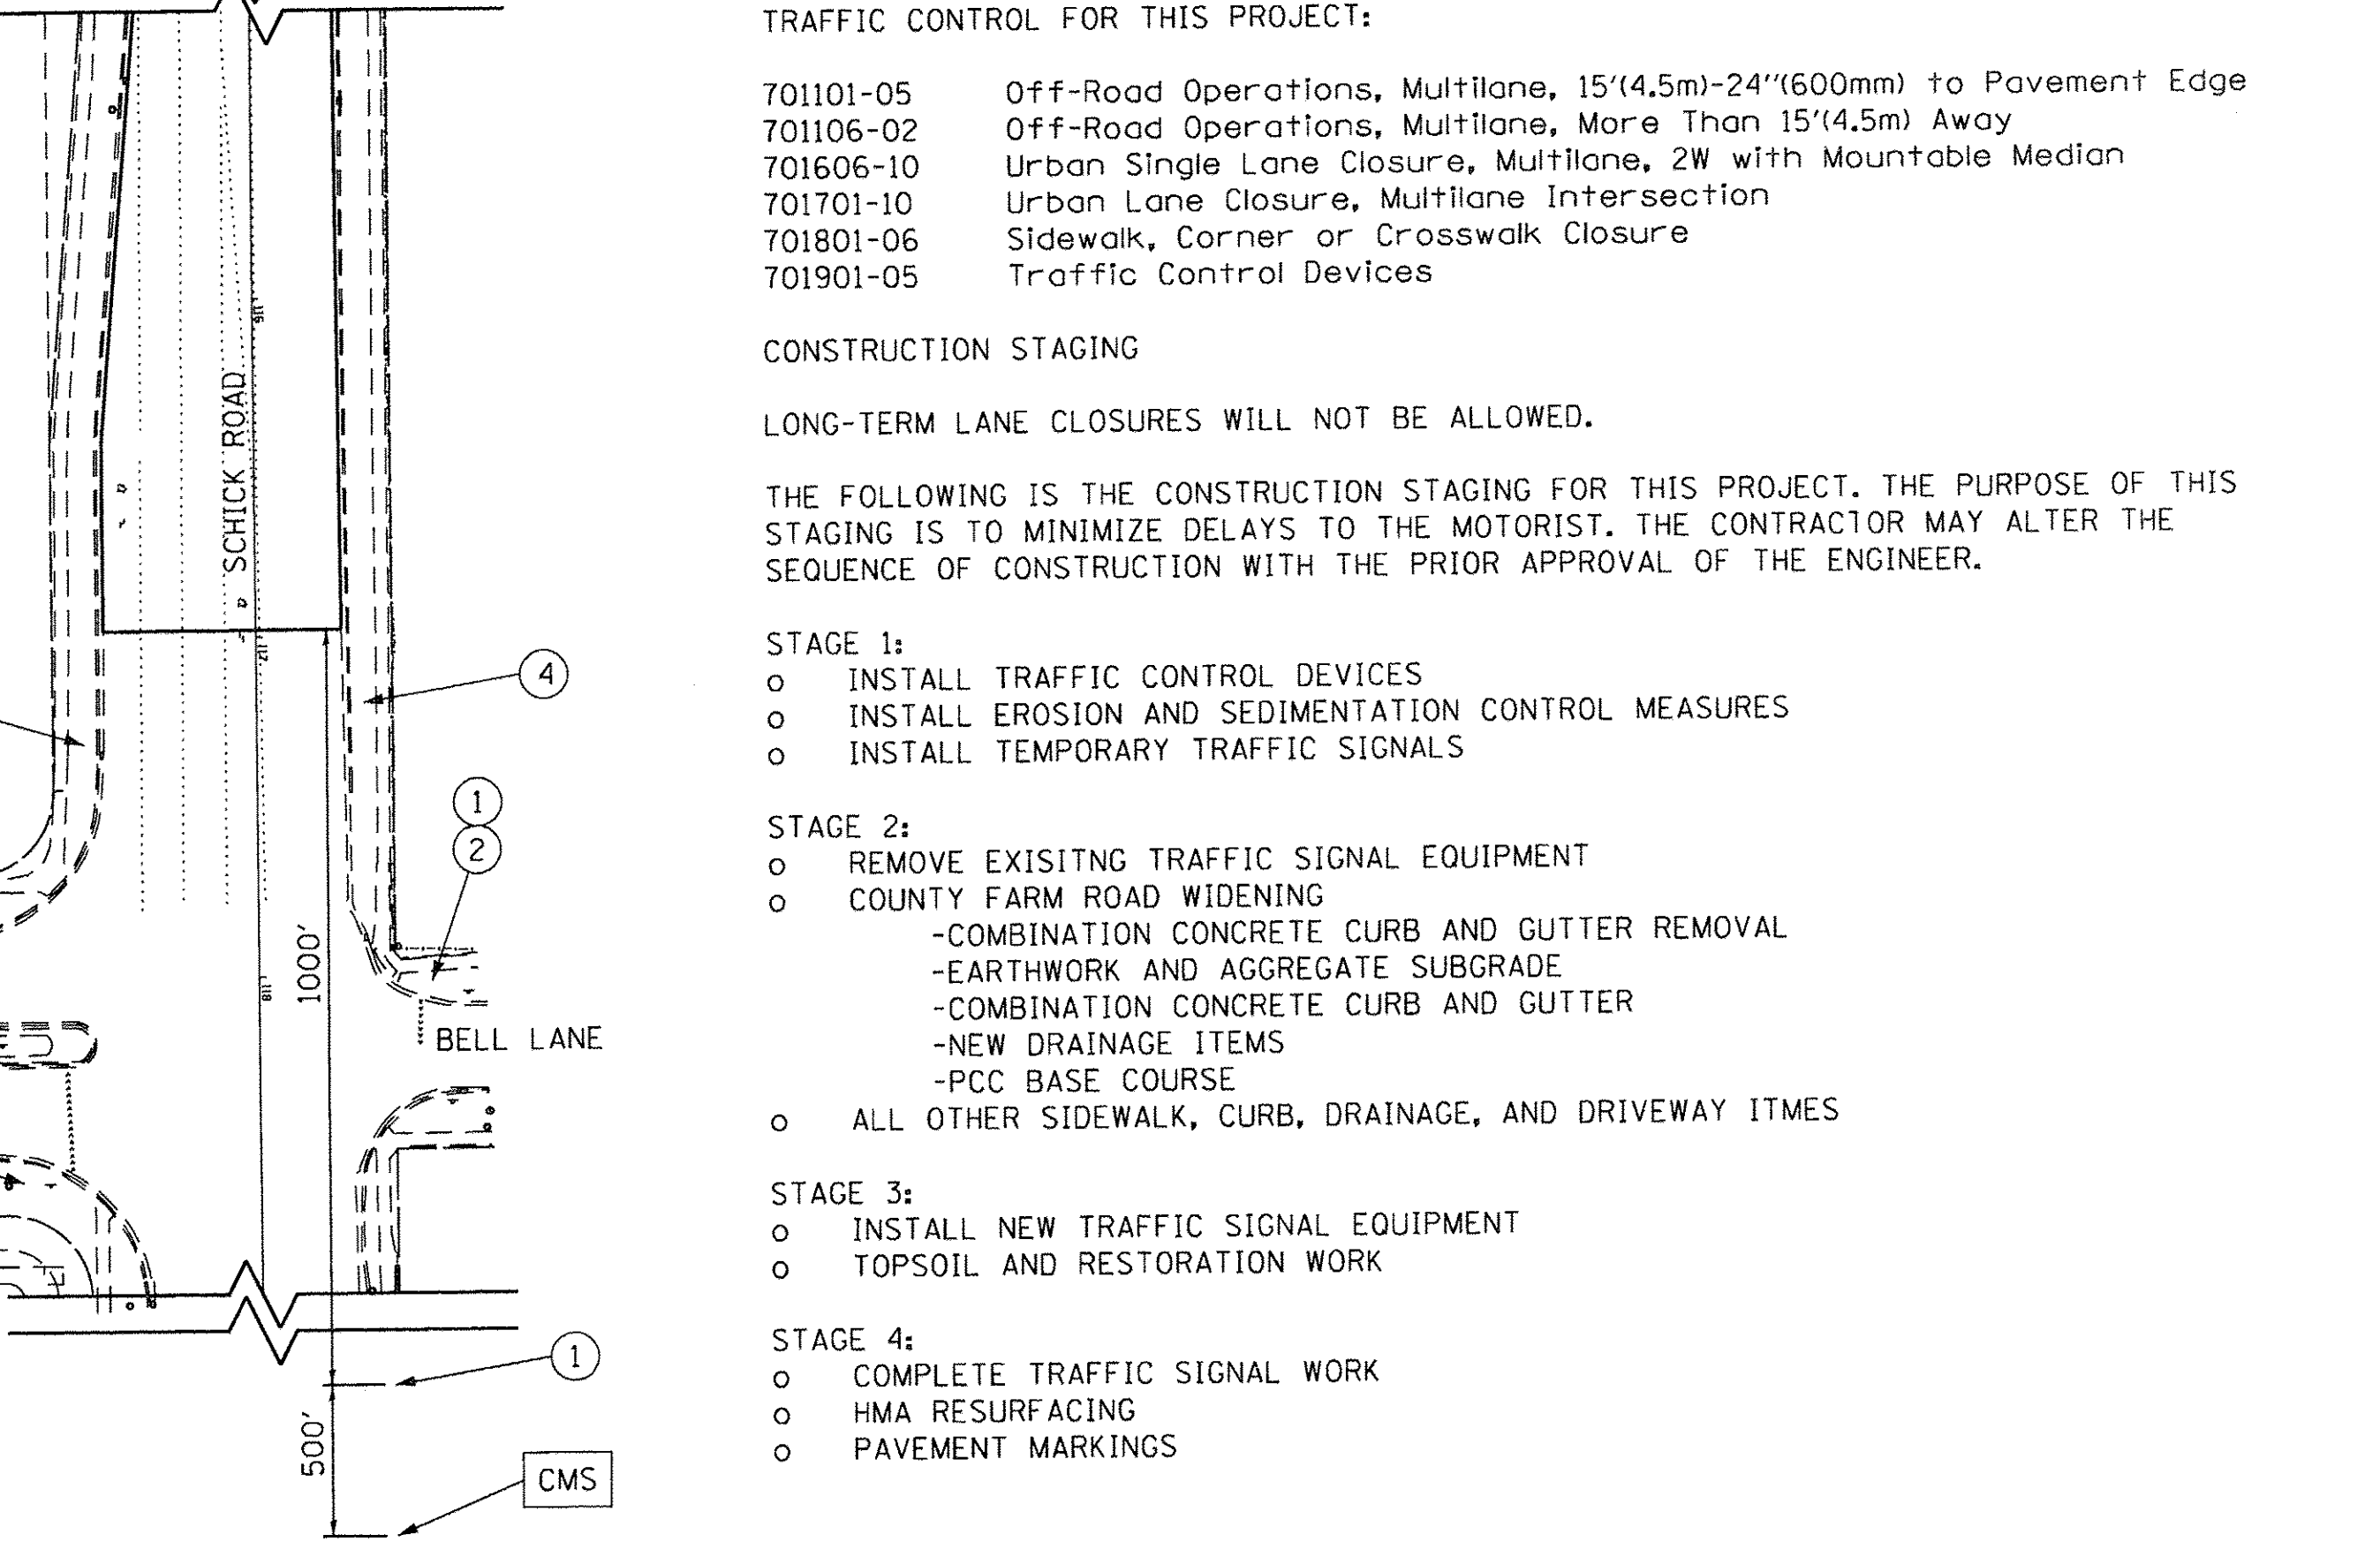 TRAFFIC CONTROL FOR THIS PROJECT:
701101-05 Off-Road Operations, Multilane, 15'(4.5m)-24''(600mm) to Pavement Edge
701106-02 Off-Road Operations, Multilane, More Than 15'(4.5m) Away
701606-10 Urban Single Lane Closure, Multilane, 2W with Mountable Median
701701-10 Urban Lane Closure, Multilane Intersection
701801-06 Sidewalk, Corner or Crosswalk Closure
701901-05 Traffic Control Devices
CONSTRUCTION STAGING
LONG-TERM LANE CLOSURES WILL NOT BE ALLOWED.
THE FOLLOWING IS THE CONSTRUCTION STAGING FOR THIS PROJECT. THE PURPOSE OF THIS
STAGING IS TO MINIMIZE DELAYS TO THE MOTORIST. THE CONTRACTOR MAY ALTER THE
SEQUENCE OF CONSTRUCTION WITH THE PRIOR APPROVAL OF THE ENGINEER.
STAGE 1:
o INSTALL TRAFFIC CONTROL DEVICES
o INSTALL EROSION AND SEDIMENTATION CONTROL MEASURES
o INSTALL TEMPORARY TRAFFIC SIGNALS
STAGE 2:
o REMOVE EXISITNG TRAFFIC SIGNAL EQUIPMENT
o COUNTY FARM ROAD WIDENING
-COMBINATION CONCRETE CURB AND GUTTER REMOVAL
-EARTHWORK AND AGGREGATE SUBGRADE
-COMBINATION CONCRETE CURB AND GUTTER
-NEW DRAINAGE ITEMS
-PCC BASE COURSE
o ALL OTHER SIDEWALK, CURB, DRAINAGE, AND DRIVEWAY ITMES
STAGE 3:
o INSTALL NEW TRAFFIC SIGNAL EQUIPMENT
o TOPSOIL AND RESTORATION WORK
STAGE 4:
o COMPLETE TRAFFIC SIGNAL WORK
o HMA RESURFACING
o PAVEMENT MARKINGS
SCHICK ROAD
116
117
118
4
1
2
1000'
BELL LANE
1
500'
CMS